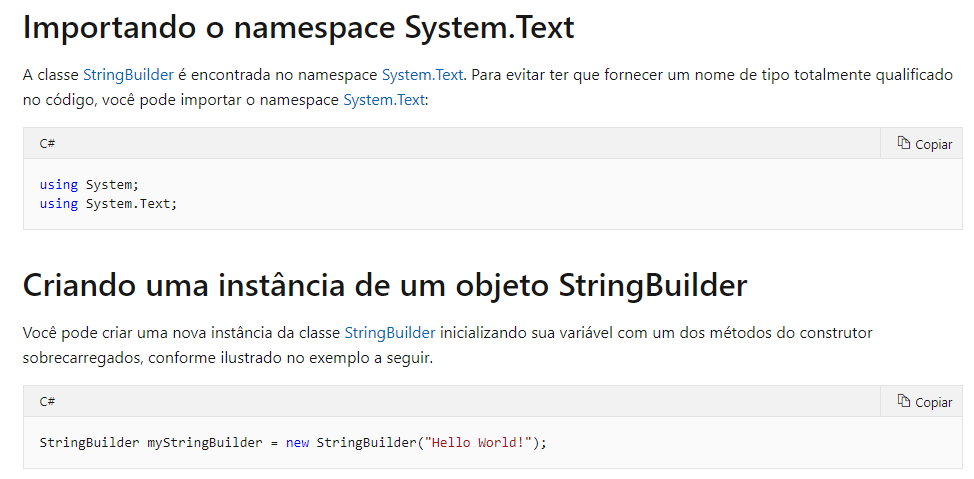 Importando o namespace System.Text
A classe StringBuilder é encontrada no namespace System.Text. Para evitar ter que fornecer um nome de tipo totalmente qualificado
no código, você pode importar o namespace System.Text:
C#
Copiar
using System;
using System.Text;
Criando uma instância de um objeto StringBuilder
Você pode criar uma nova instância da classe StringBuilder inicializando sua variável com um dos métodos do construtor
sobrecarregados, conforme ilustrado no exemplo a seguir.
C#
Copiar
StringBuilder myStringBuilder = new StringBuilder("Hello World!");